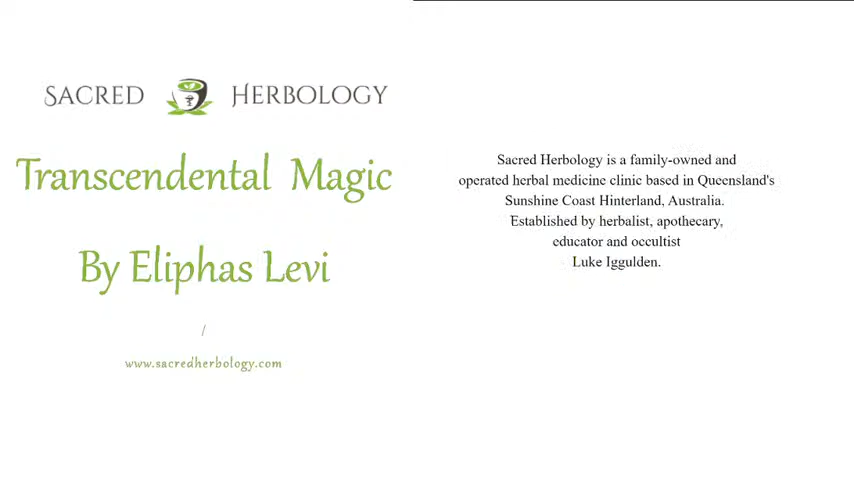 SACRED HERBOLOGY
Transcendental Magic
By Eliphas Levi
/
www.sacredherbology.com
Sacred Herbology is a family-owned and
operated herbal medicine clinic based in Queensland's
Sunshine Coast Hinterland, Australia.
Established by herbalist, apothecary,
educator and occultist
Luke Iggulden.